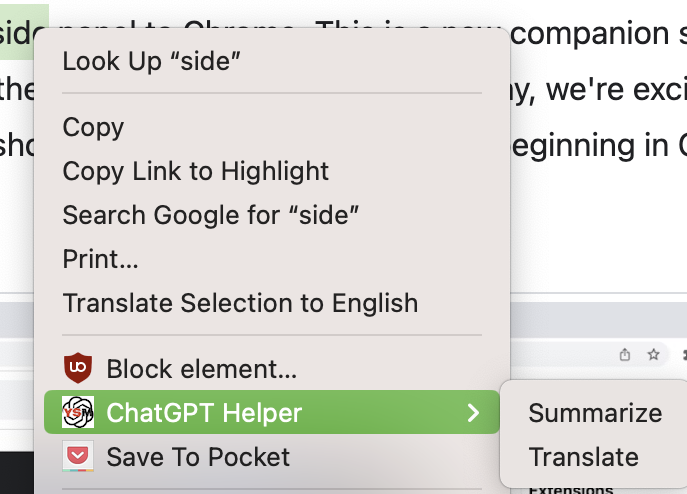 side panel to Chrome. This is a new companion s
Look Up “side”
the
ay, we're exci
Copy
sho
eginning in C
Copy Link to Highlight
Search Google for “side”
Print...
Translate Selection to English
UO
Block element...
YSM
ChatGPT Helper
Summarize
Save To Pocket
Translate
Extensions